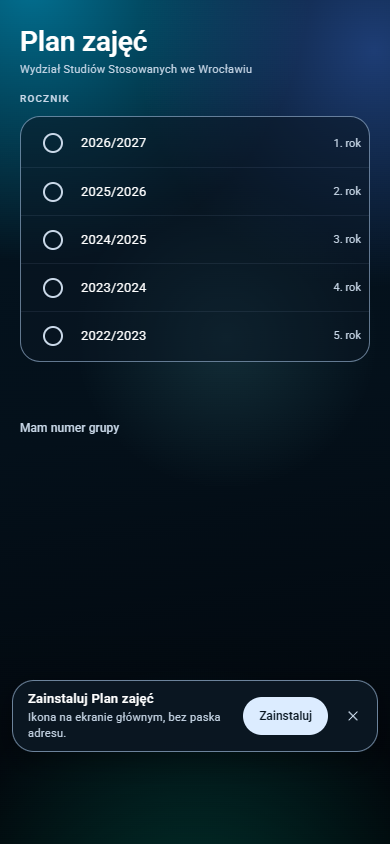 Plan zajęć
Wydział Studiów Stosowanych we Wrocławiu
ROCZNIK
2026/2027 1. rok
2025/2026 2. rok
2024/2025 3. rok
2023/2024 4. rok
2022/2023 5. rok
Mam numer grupy
Zainstaluj Plan zajęć
Ikona na ekranie głównym, bez paska
adresu.
Zainstaluj